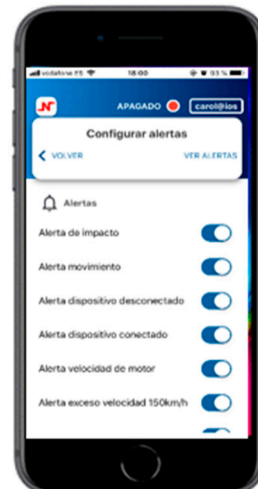 vodafone ES 18:00 93 %
N
APAGADO carol@ios
Configurar alertas
VOLVER VER ALERTAS
Alertas
Alerta de impacto
Alerta movimiento
Alerta dispositivo desconectado
Alerta dispositivo conectado
Alerta velocidad de motor
Alerta exceso velocidad 150km/h